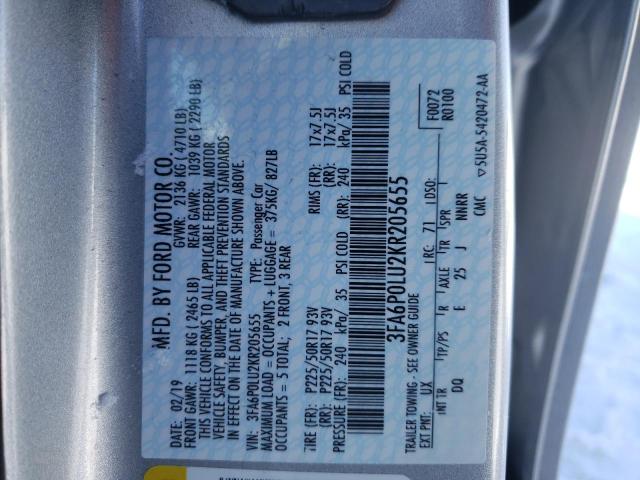 MFD. BY FORD MOTOR CO.
DATE: 02/19 GVWR: 2136 KG ( 4710 LB)
FRONT GAWR: 1118 KG ( 2465 LB) REAR GAWR: 1039 KG ( 2290 LB)
THIS VEHICLE CONFORMS TO ALL APPLICABLE FEDERAL MOTOR
VEHICLE SAFETY, BUMPER, AND THEFT PREVENTION STANDARDS
IN EFFECT ON THE DATE OF MANUFACTURE SHOWN ABOVE.
VIN: 3FA6P0LU2KR205655 TYPE: Passenger Car
MAXIMUM LOAD = OCCUPANTS + LUGGAGE = 375KG/ 827LB
OCCUPANTS = 5 TOTAL; 2 FRONT, 3 REAR
TIRE (FR): P225/50R17 93V RIMS (FR): 17x7.5J
(RR): P225/50R17 93V (RR): 17x7.5J
PRESSURE (FR): 240 kPa/ 35 PSI COLD (RR): 240 kPa/ 35 PSI COLD
3FA6P0LU2KR205655
TRAILER TOWING - SEE OWNER GUIDE F0072
EXT PNT: UX RC: 71 DSO: R0100
INT TR TP/PS R AXLE TR SPR
DQ E 25 J NNRR
CMC ▽5U5A-5420472-AA